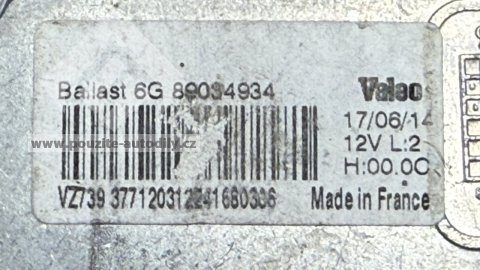 Ballast 6G 89034934 Valeo
17/06/14
12V L:2
www.pouzite-autodily.cz
H:00.00
VZ739 377120312241680306 Made in France